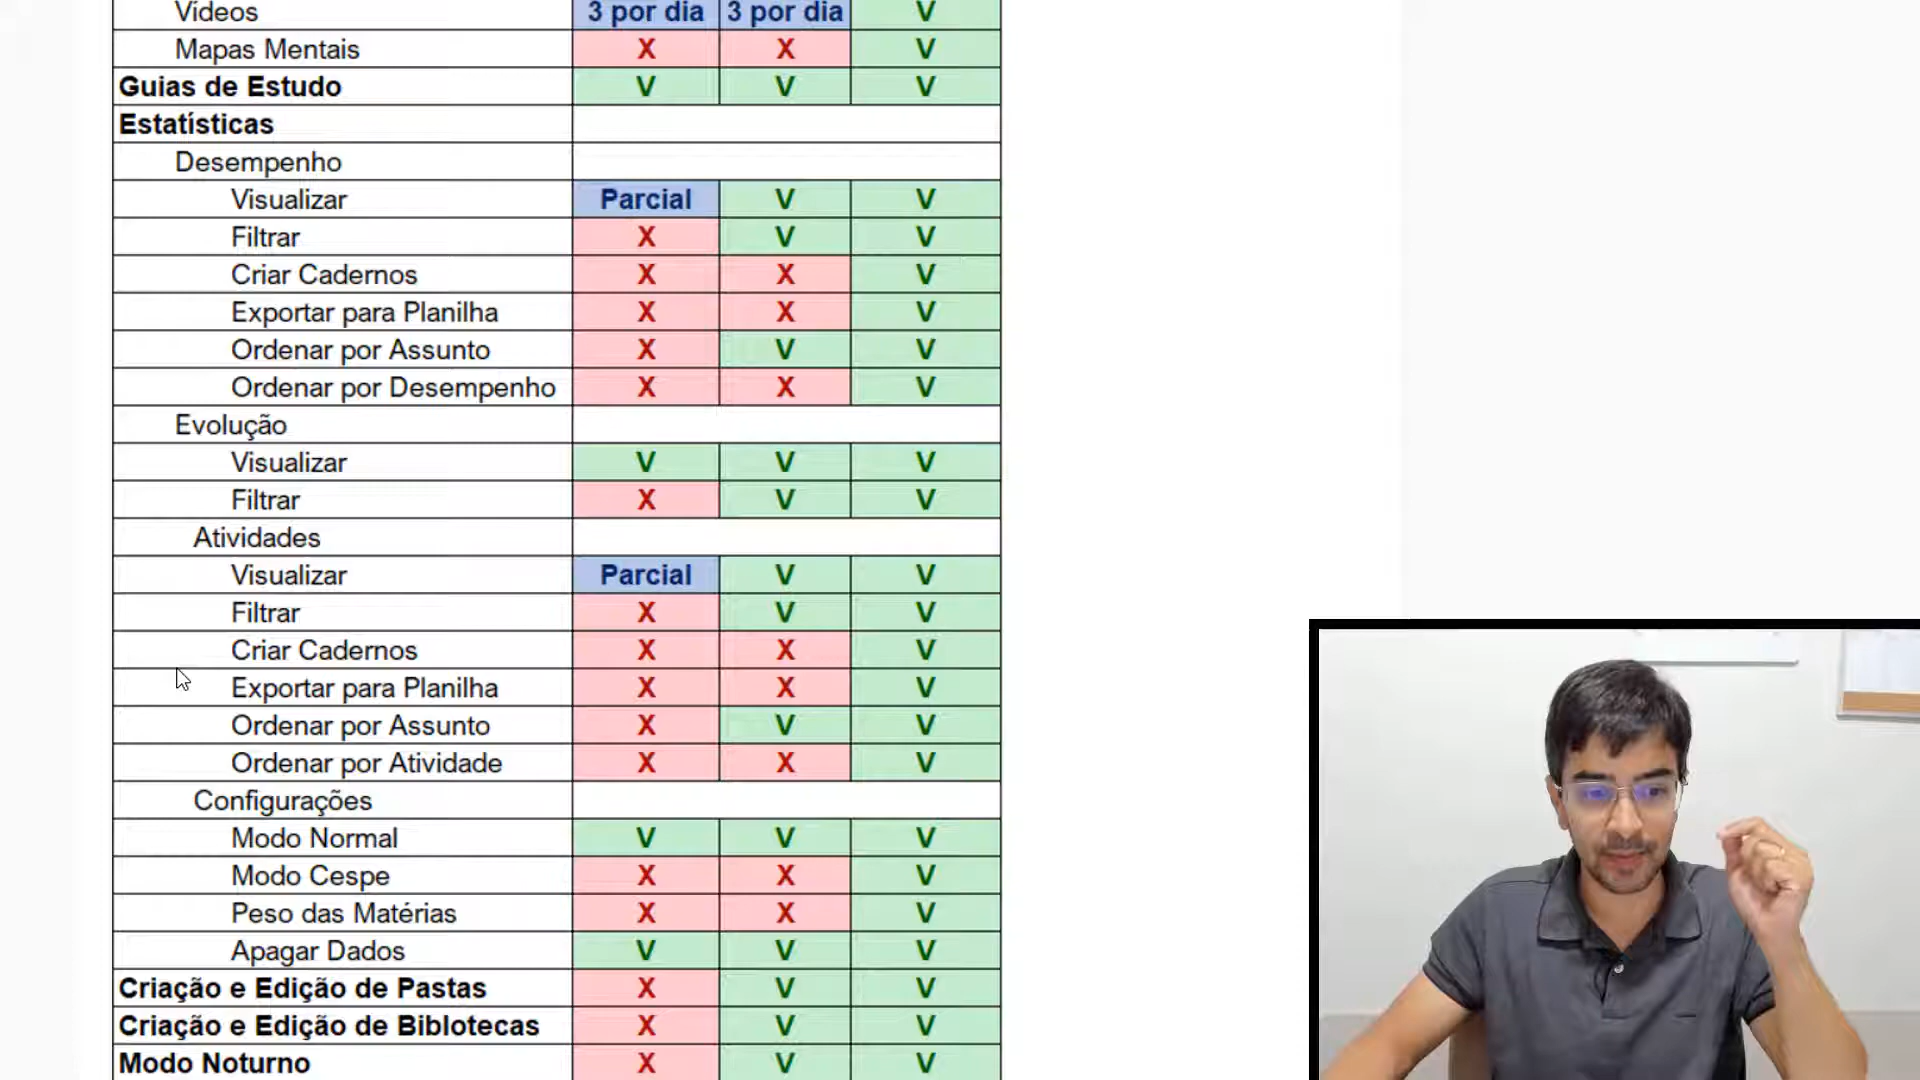 Vídeos 3 por dia 3 por dia V
Mapas Mentais X X V
Guias de Estudo V V V
Estatísticas
Desempenho
Visualizar Parcial V V
Filtrar X V V
Criar Cadernos X X V
Exportar para Planilha X X V
Ordenar por Assunto X V V
Ordenar por Desempenho X X V
Evolução
Visualizar V V V
Filtrar X V V
Atividades
Visualizar Parcial V V
Filtrar X V V
Criar Cadernos X X V
Exportar para Planilha X X V
Ordenar por Assunto X V V
Ordenar por Atividade X X V
Configurações
Modo Normal V V V
Modo Cespe X X V
Peso das Matérias X X V
Apagar Dados V V V
Criação e Edição de Pastas X V V
Criação e Edição de Biblotecas X V V
Modo Noturno X V V